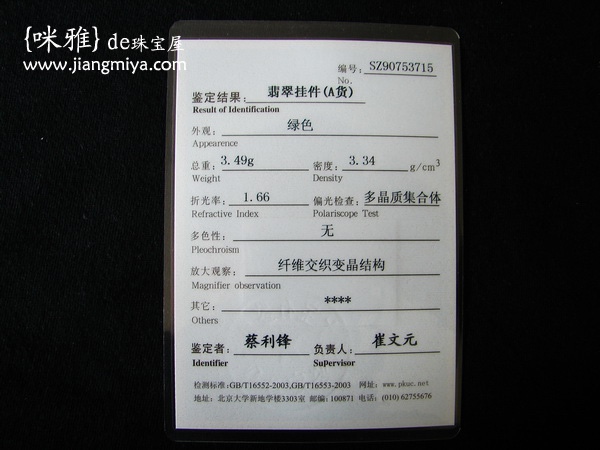 {咪雅} de珠宝屋
www.jiangmiya.com
编号: SZ90753715
No.
鉴定结果: 翡翠挂件(A货)
Result of Identification
外观: 绿色
Appearence
总重: 3.49g 密度: 3.34 g/cm³
Weight Density
折光率: 1.66 偏光检查: 多晶质集合体
Refractive Index Polariscope Test
多色性: 无
Pleochroism
放大观察: 纤维交织变晶结构
Magnifier observation
其它: ****
Others
鉴定者: 蔡利锋 负责人: 崔文元
Identifier Supervisor
检测标准:GB/T16552-2003,GB/T16553-2003 网址: www.pkuc.net
地址: 北京大学新地学楼3303室 邮编: 100871 电话: (010) 62755676